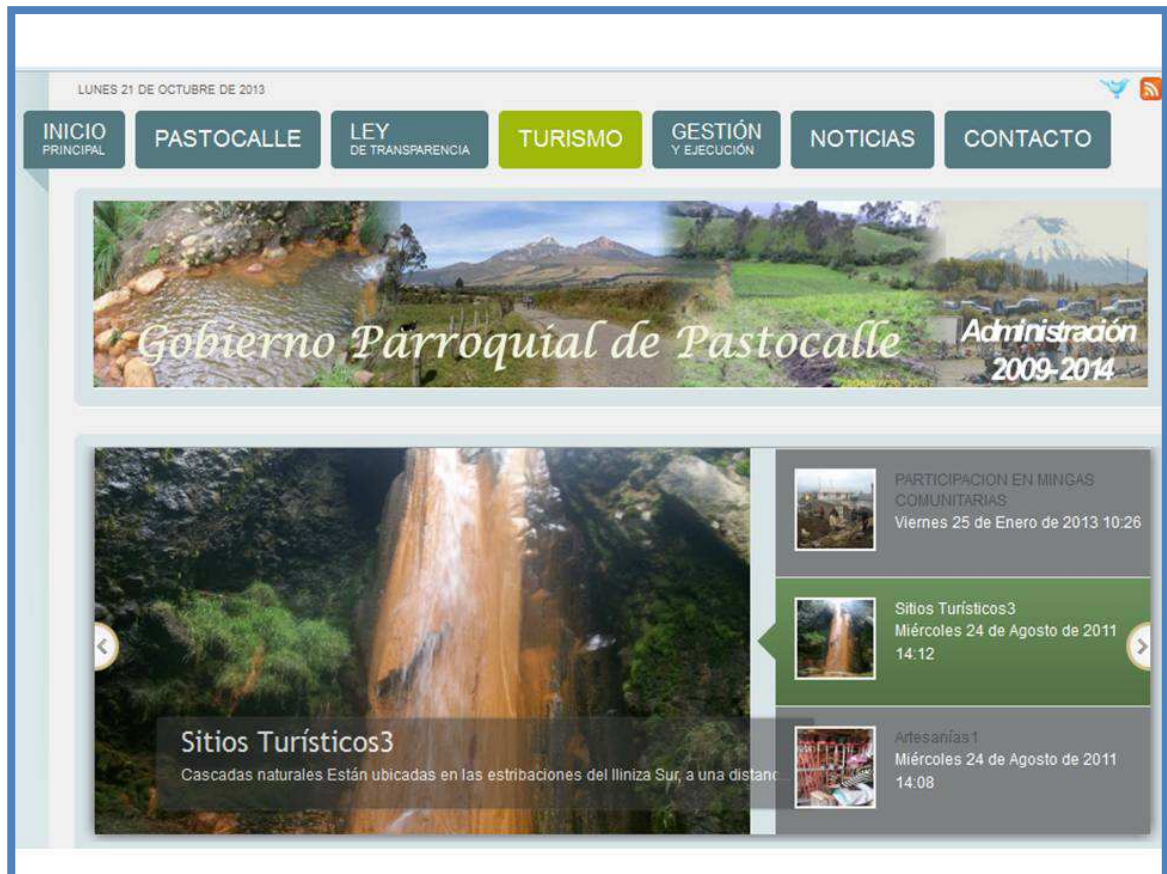 LUNES 21 DE OCTUBRE DE 2013
INICIO
PRINCIPAL
PASTOCALLE
LEY
DE TRANSPARENCIA
TURISMO
GESTIÓN
Y EJECUCIÓN
NOTICIAS
CONTACTO
Gobierno Parroquial de Pastocalle
Administración
2009-2014
PARTICIPACION EN MINGAS
COMUNITARIAS
Viernes 25 de Enero de 2013 10:26
Sitios Turísticos3
Miércoles 24 de Agosto de 2011
14:12
Sitios Turísticos3
Cascadas naturales Están ubicadas en las estribaciones del Iliniza Sur, a una distanc...
Artesanías1
Miércoles 24 de Agosto de 2011
14:08